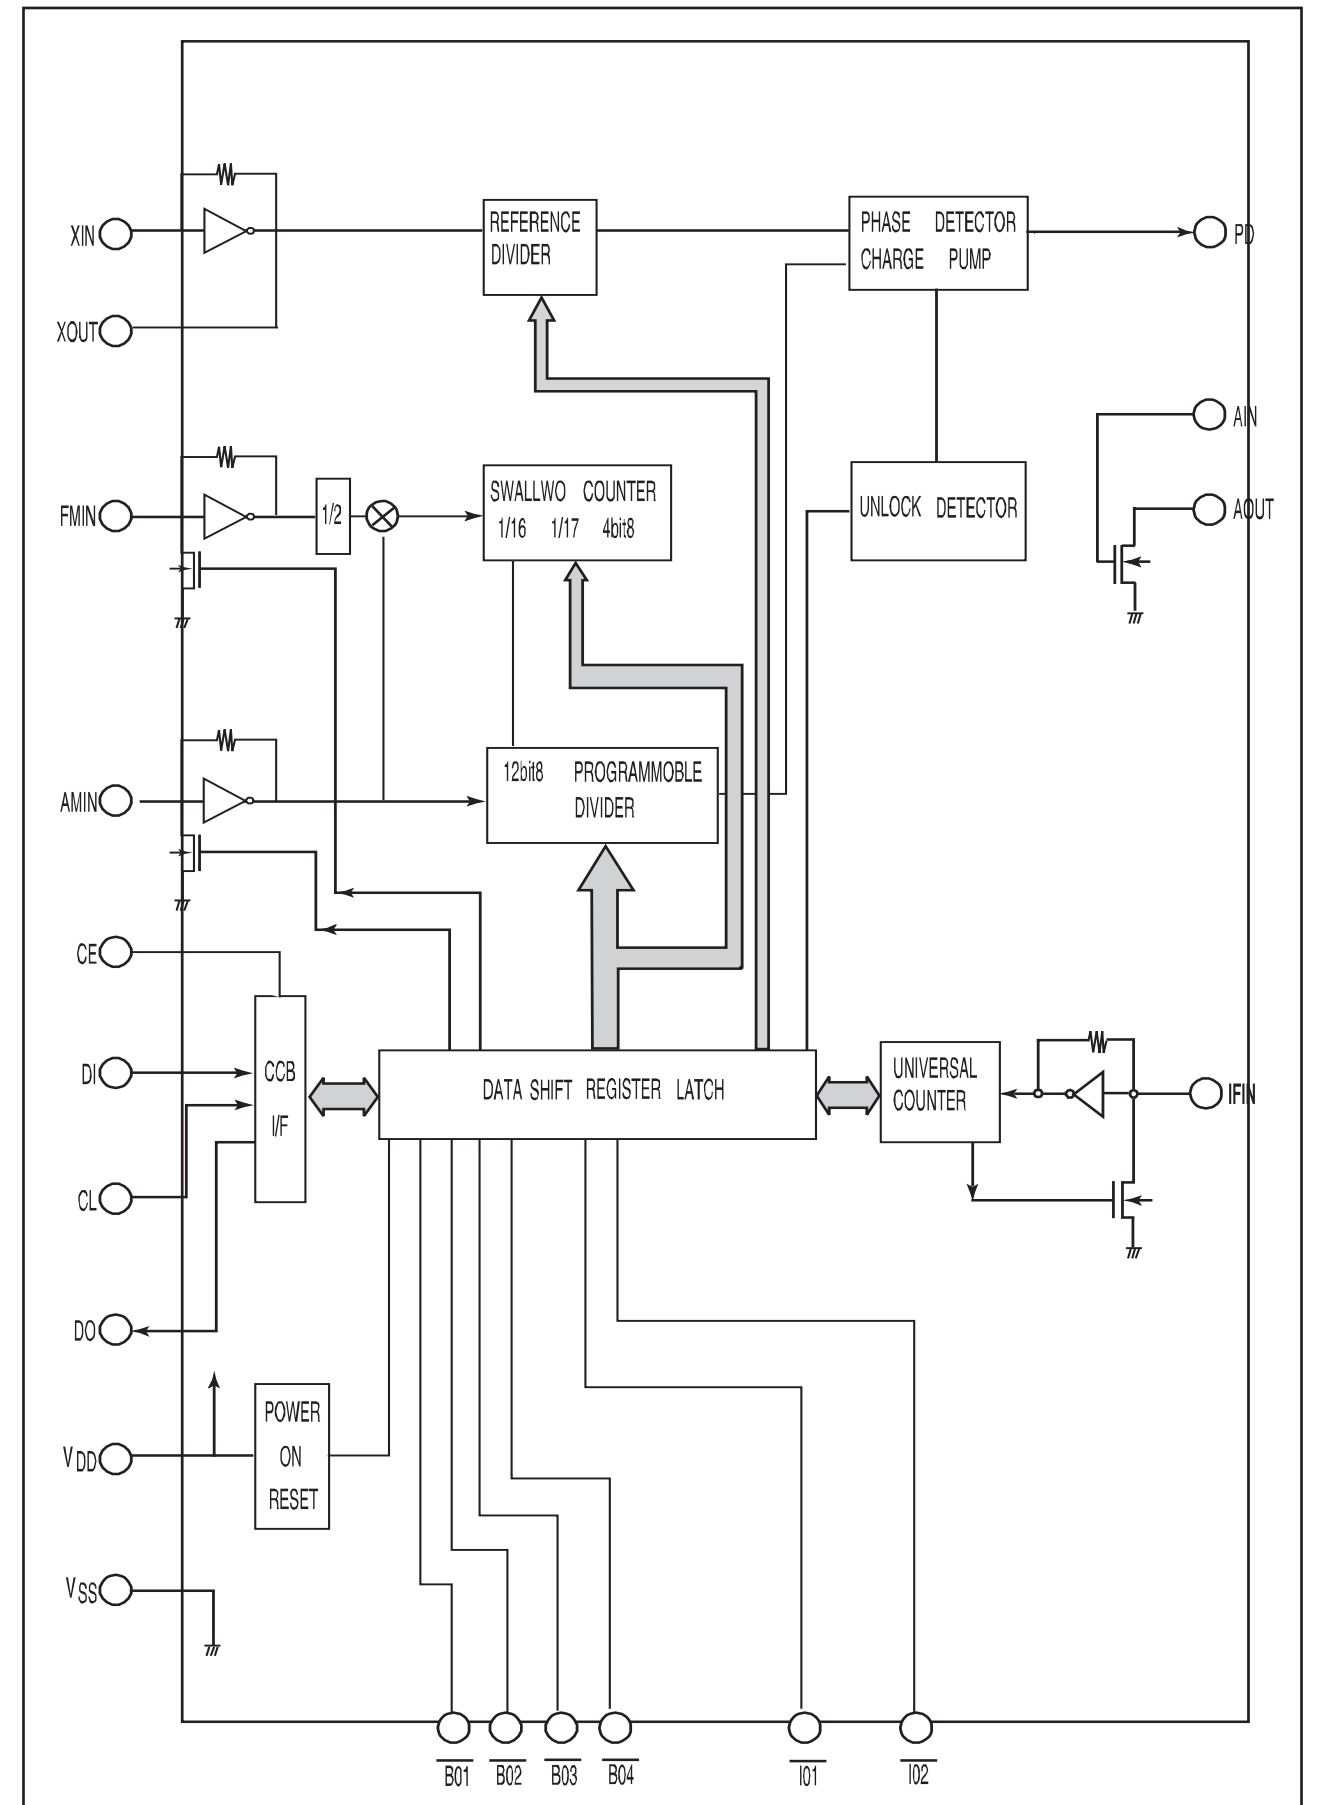 XIN
REFERENCE
DIVIDER
PHASE DETECTOR
CHARGE PUMP
PD
XOUT
AIN
FMIN
1/2
SWALLWO COUNTER
1/16 1/17 4bit8
UNLOCK DETECTOR
AOUT
AMIN
12bit8 PROGRAMMOBLE
DIVIDER
CE
DI
CCB
I/F
DATA SHIFT REGISTER LATCH
UNIVERSAL
COUNTER
IFIN
CL
DO
VDD
POWER
ON
RESET
VSS
B01
B02
B03
B04
I01
I02